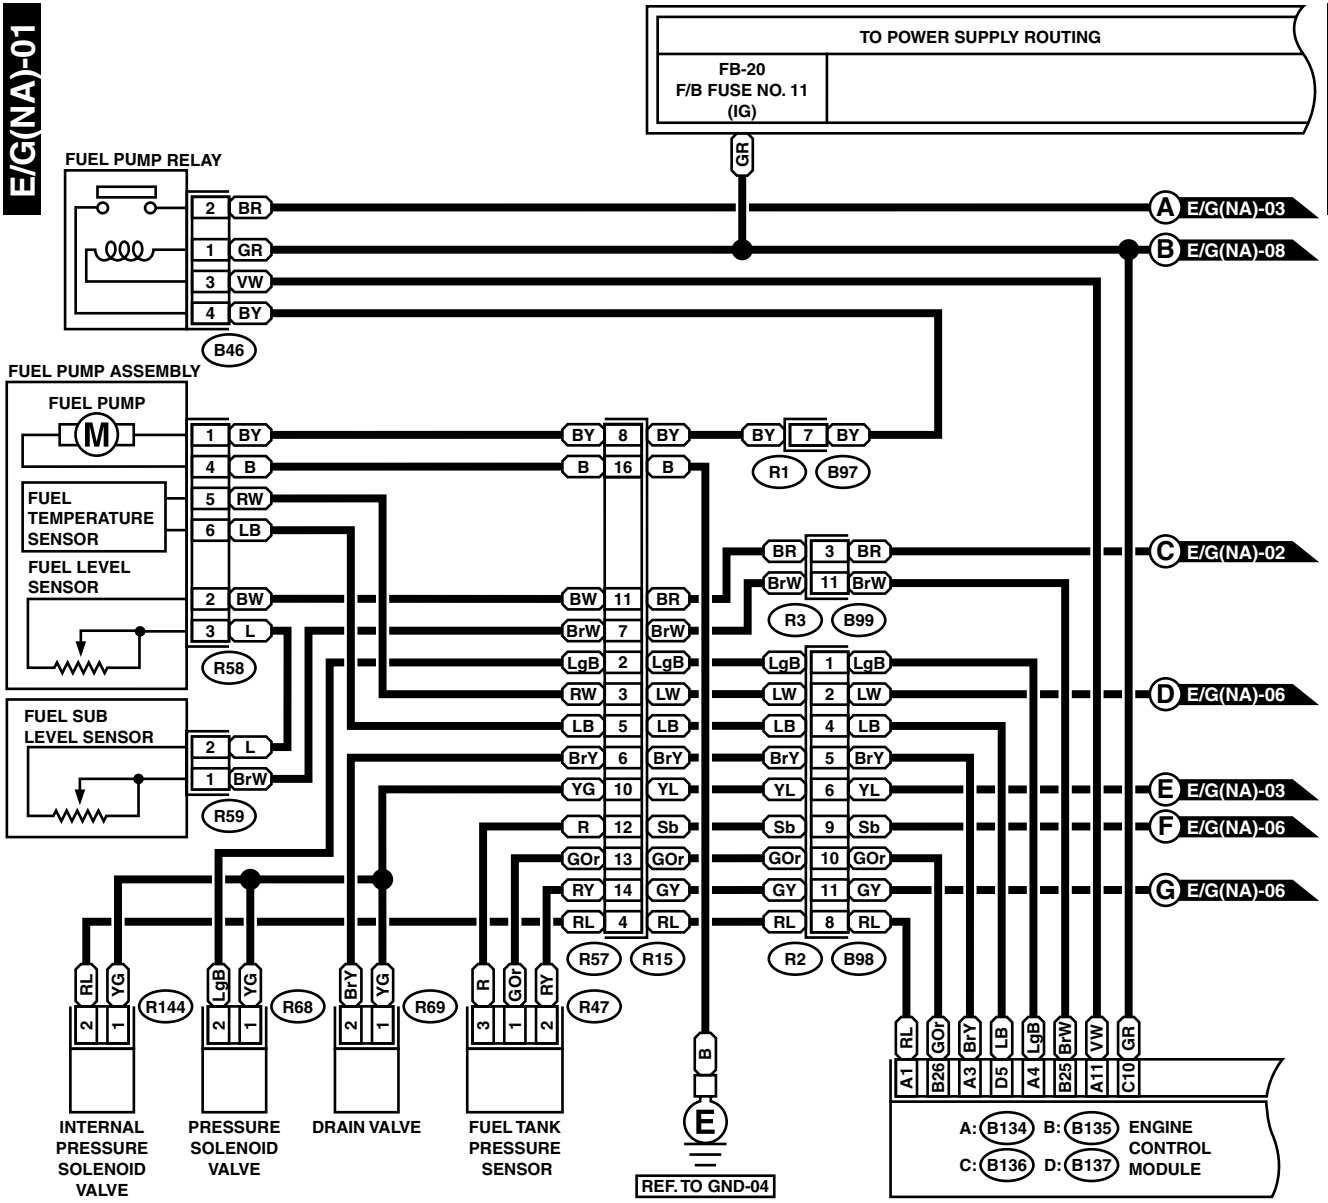 E/G(NA)-01
TO POWER SUPPLY ROUTING
FB-20
F/B FUSE NO. 11
(IG)
GR
FUEL PUMP RELAY
2 BR
A E/G(NA)-03
1 GR
B E/G(NA)-08
3 VW
4 BY
B46
FUEL PUMP ASSEMBLY
FUEL PUMP
M
1 BY
BY 8 BY
BY 7 BY
4 B
B 16 B
R1 B97
FUEL
TEMPERATURE
SENSOR
5 RW
6 LB
FUEL LEVEL
SENSOR
BR 3 BR
C E/G(NA)-02
BrW 11 BrW
2 BW
BW 11 BR
R3 B99
3 L
BrW 7 BrW
R58
LgB 2 LgB
LgB 1 LgB
RW 3 LW
LW 2 LW
D E/G(NA)-06
FUEL SUB
LEVEL SENSOR
LB 5 LB
LB 4 LB
2 L
BrY 6 BrY
BrY 5 BrY
1 BrW
YG 10 YL
YL 6 YL
E E/G(NA)-03
R59
R 12 Sb
Sb 9 Sb
F E/G(NA)-06
GOr 13 GOr
GOr 10 GOr
RY 14 GY
GY 11 GY
G E/G(NA)-06
RL 4 RL
RL 8 RL
R57 R15
R2 B98
RL YG
2 1
R144
LgB YG
2 1
R68
BrY YG
2 1
R69
R GOr RY
3 1 2
R47
B
E
REF. TO GND-04
RL GOr BrY LB LgB BrW VW GR
A1 B26 A3 D5 A4 B25 A11 C10
INTERNAL
PRESSURE
SOLENOID
VALVE
PRESSURE
SOLENOID
VALVE
DRAIN VALVE
FUEL TANK
PRESSURE
SENSOR
A: B134 B: B135
C: B136 D: B137
ENGINE
CONTROL
MODULE